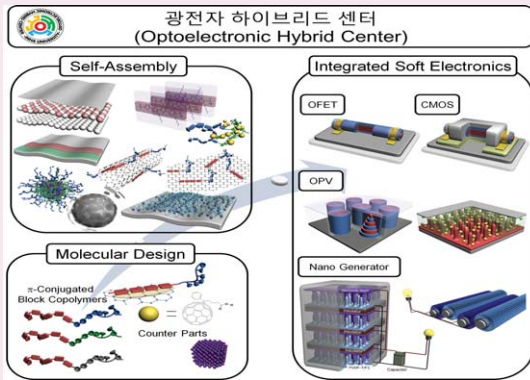 광전자 하이브리드 센터
(Optoelectronic Hybrid Center)
Self-Assembly
Molecular Design
π-Conjugated
Block Copolymers
Counter Parts
Integrated Soft Electronics
OFET
CMOS
OPV
Nano Generator
Capacitor